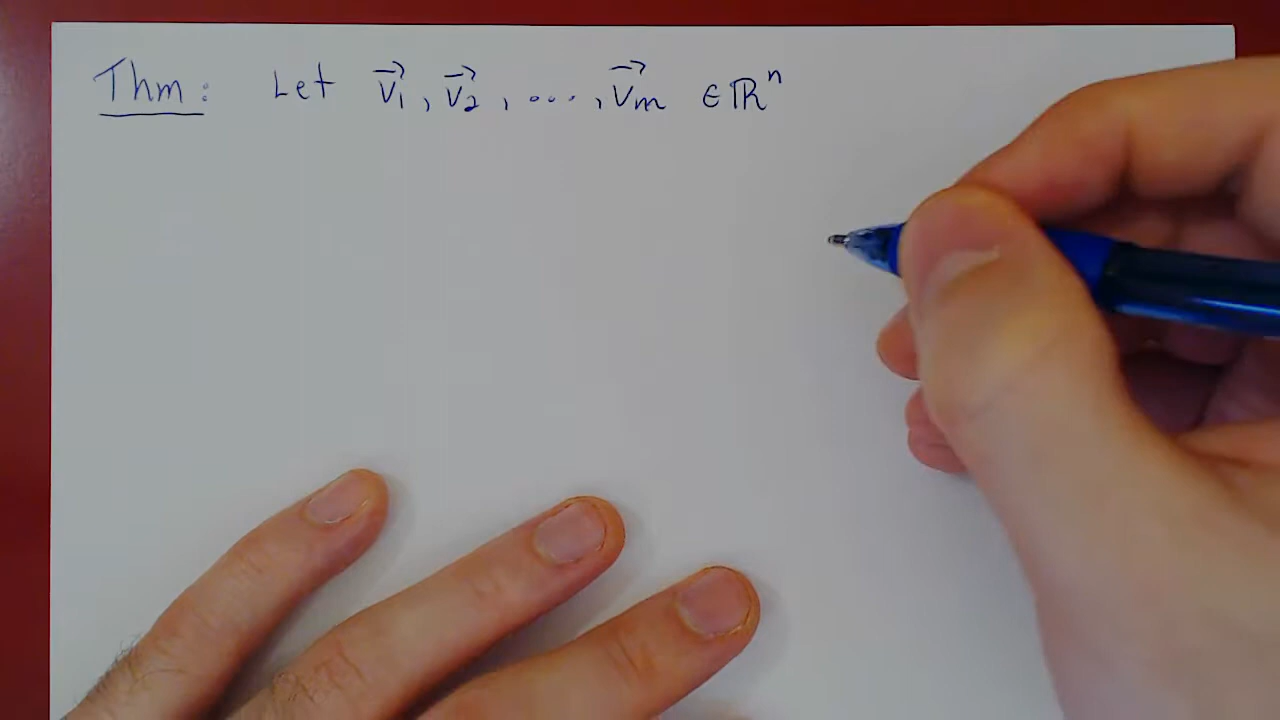 Thm: Let v⃗₁, v⃗₂, ..., v⃗ₘ ∈ ℝⁿ